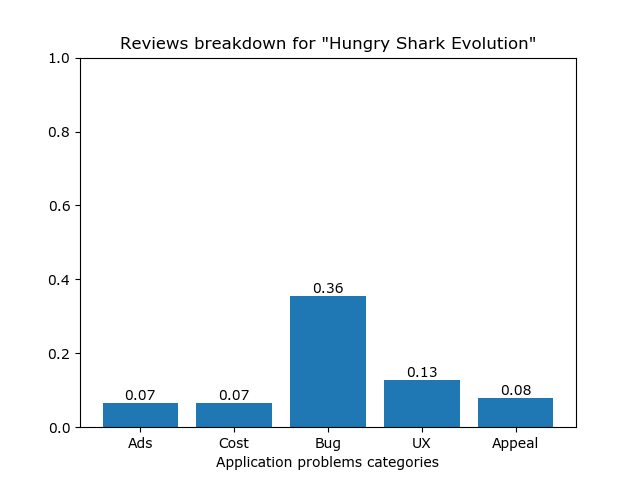 Reviews breakdown for "Hungry Shark Evolution"
1.0
0.8
0.6
0.4
0.2
0.0
0.07
0.07
0.36
0.13
0.08
Ads
Cost
Bug
UX
Appeal
Application problems categories